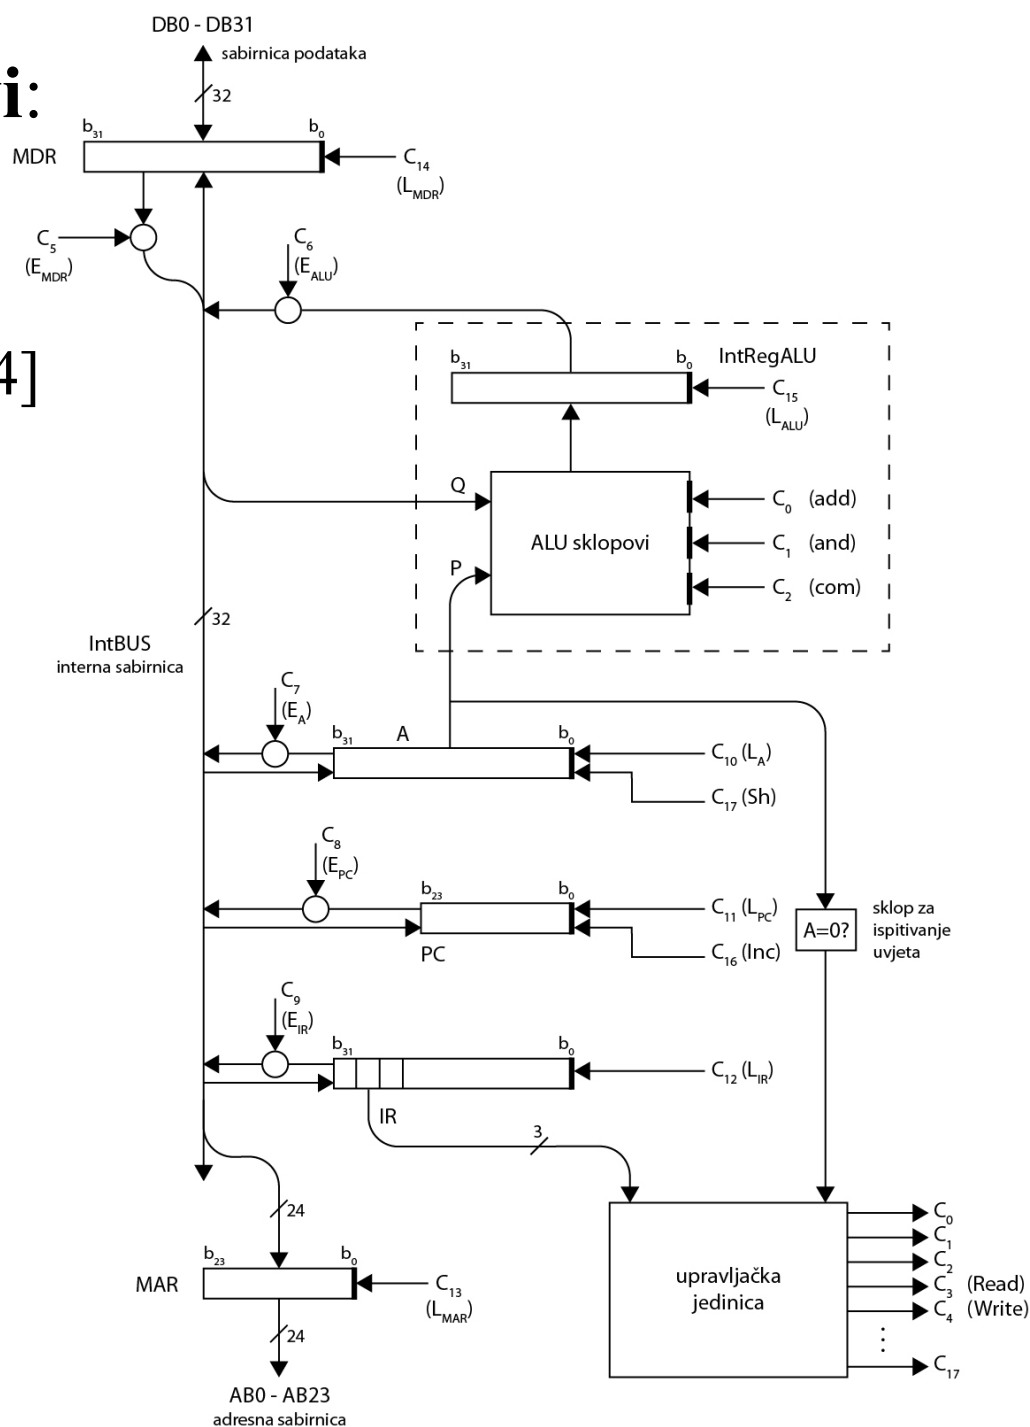 DB0 - DB31
sabirnica podataka
i:
32
b31 b0
MDR
C14
(LMDR)
C5
(EMDR)
C6
(EALU)
4]
b31 b0 IntRegALU
C15
(LALU)
Q
C0 (add)
ALU sklopovi
C1 (and)
P
C2 (com)
32
IntBUS
interna sabirnica
C7
(EA)
b31 A b0
C10 (LA)
C17 (Sh)
C8
(EPC)
b23 b0
C11 (LPC)
PC
C16 (Inc)
A=0?
sklop za
ispitivanje
uvjeta
C9
(EIR)
b31 b0
C12 (LIR)
IR
3
24
b23 b0
MAR
C13
(LMAR)
24
AB0 - AB23
adresna sabirnica
upravljačka
jedinica
C0
C1
C2
C3 (Read)
C4 (Write)
⋮
C17